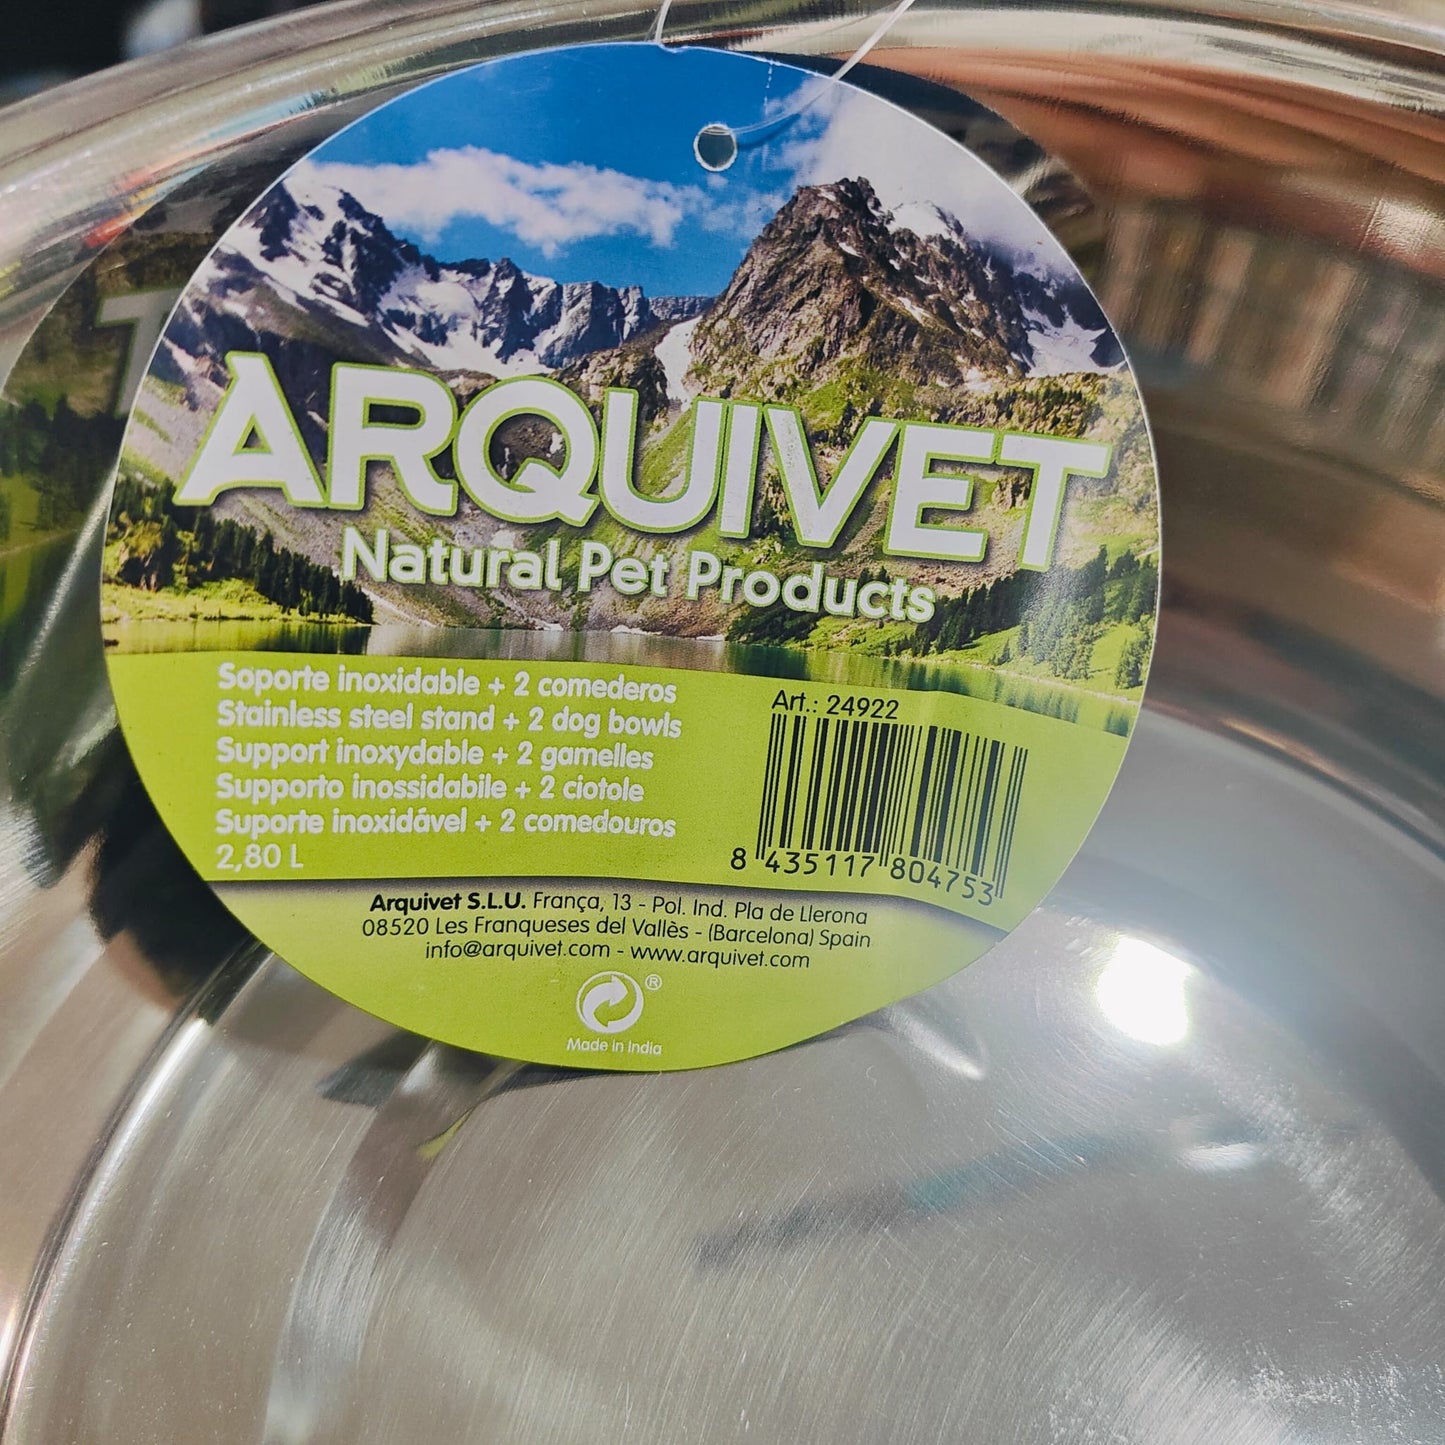 ARQUIVET
Natural Pet Products
Soporte inoxidable + 2 comederos
Stainless steel stand + 2 dog bowls
Support inoxydable + 2 gamelles
Supporto inossidabile + 2 ciotole
Suporte inoxidável + 2 comedouros
2,80 L
Art.: 24922
8 435117 804753
Arquivet S.L.U. França, 13 - Pol. Ind. Pla de Llerona
08520 Les Franqueses del Vallès - (Barcelona) Spain
info@arquivet.com - www.arquivet.com
®
Made in India